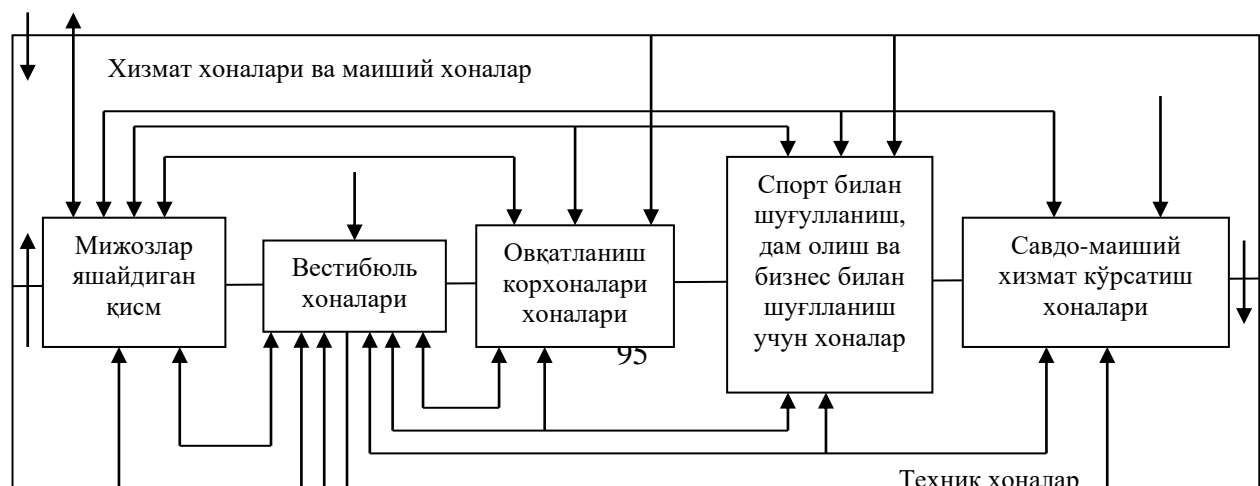 Хизмат хоналари ва маиший хоналар
Мижозлар
яшайдиган
қисм
Вестибюль
хоналари
Овқатланиш
корхоналари
хоналари
Спорт билан
шуғулланиш,
дам олиш ва
бизнес билан
шуғлланиш
учун хоналар
Савдо-маиший
хизмат кўрсатиш
хоналари
95
Техник хоналар